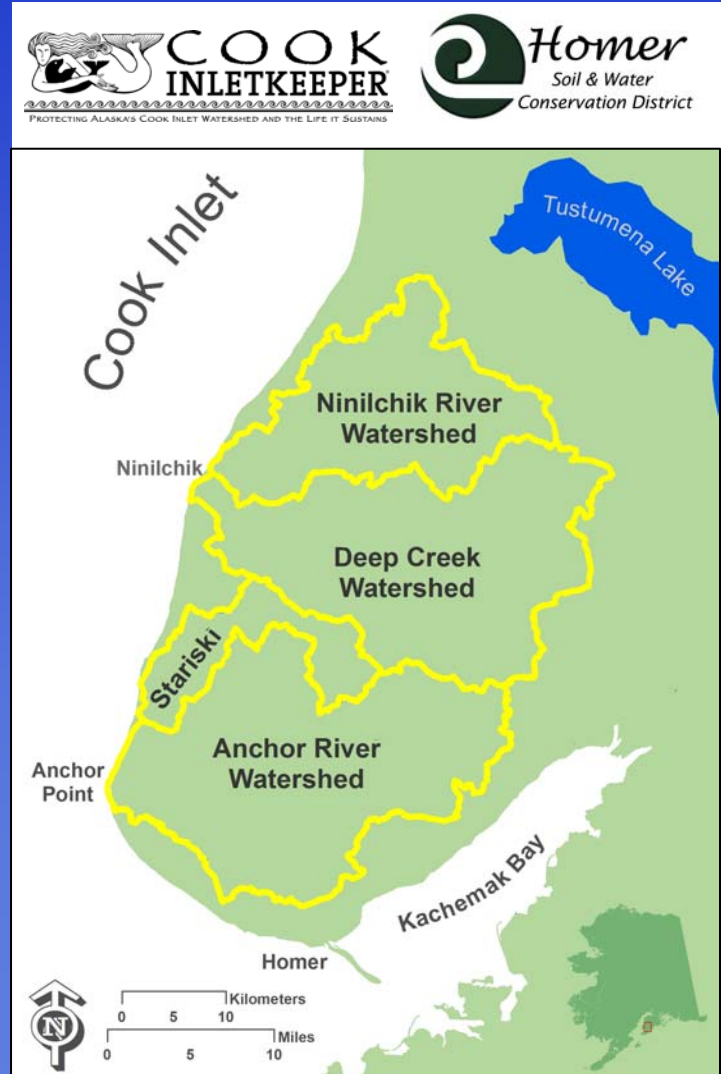 COOK
INLETKEEPER®
PROTECTING ALASKA'S COOK INLET WATERSHED AND THE LIFE IT SUSTAINS
Homer
Soil & Water
Conservation District
Cook Inlet
Tustumena Lake
Ninilchik River
Watershed
Ninilchik
Deep Creek
Watershed
Stariski
Anchor River
Watershed
Anchor
Point
Kachemak Bay
Homer
N
Kilometers
0 5 10
Miles
0 5 10